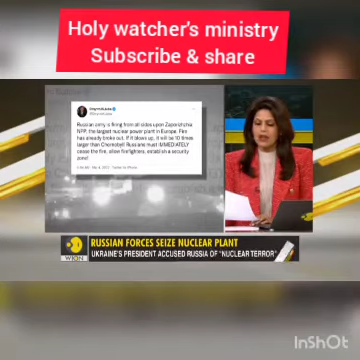 Holy watcher's ministry
Subscribe & share
Russian army is firing from all sides upon Zaporizhzhia
NPP, the largest nuclear power plant in Europe. Fire
has already broke out. If it blows up, it will be 10 times
larger than Chornobyl! Russians must IMMEDIATELY
cease the fire, allow firefighters, establish a security
zone!
WION
RUSSIAN FORCES SEIZE NUCLEAR PLANT
UKRAINE'S PRESIDENT ACCUSED RUSSIA OF "NUCLEAR TERROR"
InShOt